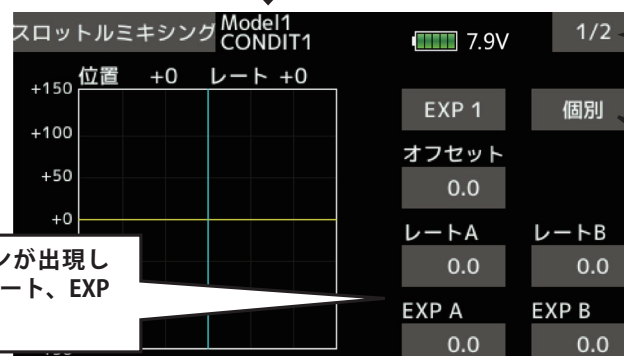 スロットルミキシング Model1 CONDIT1 7.9V 1/2
位置 +0 レート +0
+150
+100
+50
+0
EXP 1 個別
オフセット
0.0
レートA レートB
0.0 0.0
EXP A EXP B
0.0 0.0
ンが出現し
ート、EXP